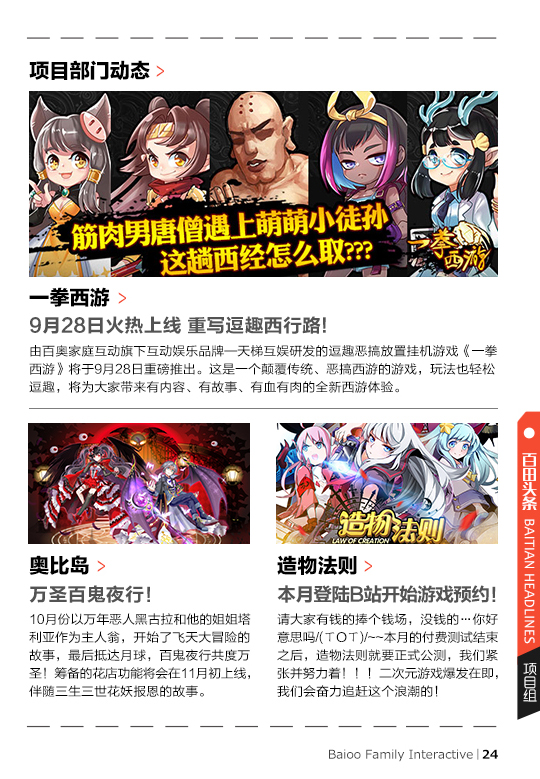 项目部门动态 >
筋肉男唐僧遇上萌萌小徒孙
这趟西经怎么取???
一拳
西游
一拳西游 >
9月28日火热上线 重写逗趣西行路!
由百奥家庭互动旗下互动娱乐品牌—天梯互娱研发的逗趣恶搞放置挂机游戏《一拳
西游》将于9月28日重磅推出。这是一个颠覆传统、恶搞西游的游戏，玩法也轻松
逗趣，将为大家带来有内容、有故事、有血有肉的全新西游体验。
奥比岛 >
万圣百鬼夜行!
10月份以万年恶人黑古拉和他的姐姐塔
利亚作为主人翁，开始了飞天大冒险的
故事，最后抵达月球，百鬼夜行共度万
圣！筹备的花店功能将会在11月初上线，
伴随三生三世花妖报恩的故事。
造物法则
LAW OF CREATION
造物法则 >
本月登陆B站开始游戏预约!
请大家有钱的捧个钱场，没钱的…你好
意思吗/(ㄒoㄒ)/~~本月的付费测试结束
之后，造物法则就要正式公测，我们紧
张并努力着！！！二次元游戏爆发在即，
我们会奋力追赶这个浪潮的！
百田头条 BAITIAN HEADLINES
项目组
Baioo Family Interactive | 24